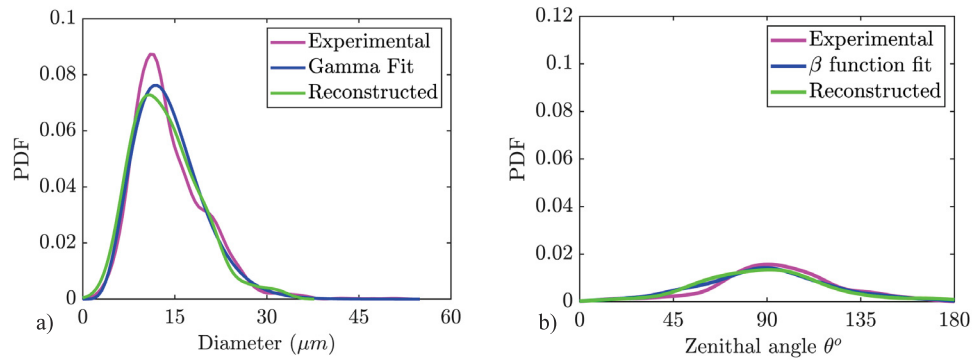 0.1
0.08
0.06
0.04
0.02
0
PDF
Experimental
Gamma Fit
Reconstructed
0 15 30 45 60
Diameter (μm)
a)
0.12
0.1
0.08
0.06
0.04
0.02
0
PDF
Experimental
β function fit
Reconstructed
0 45 90 135 180
Zenithal angle θᵒ
b)